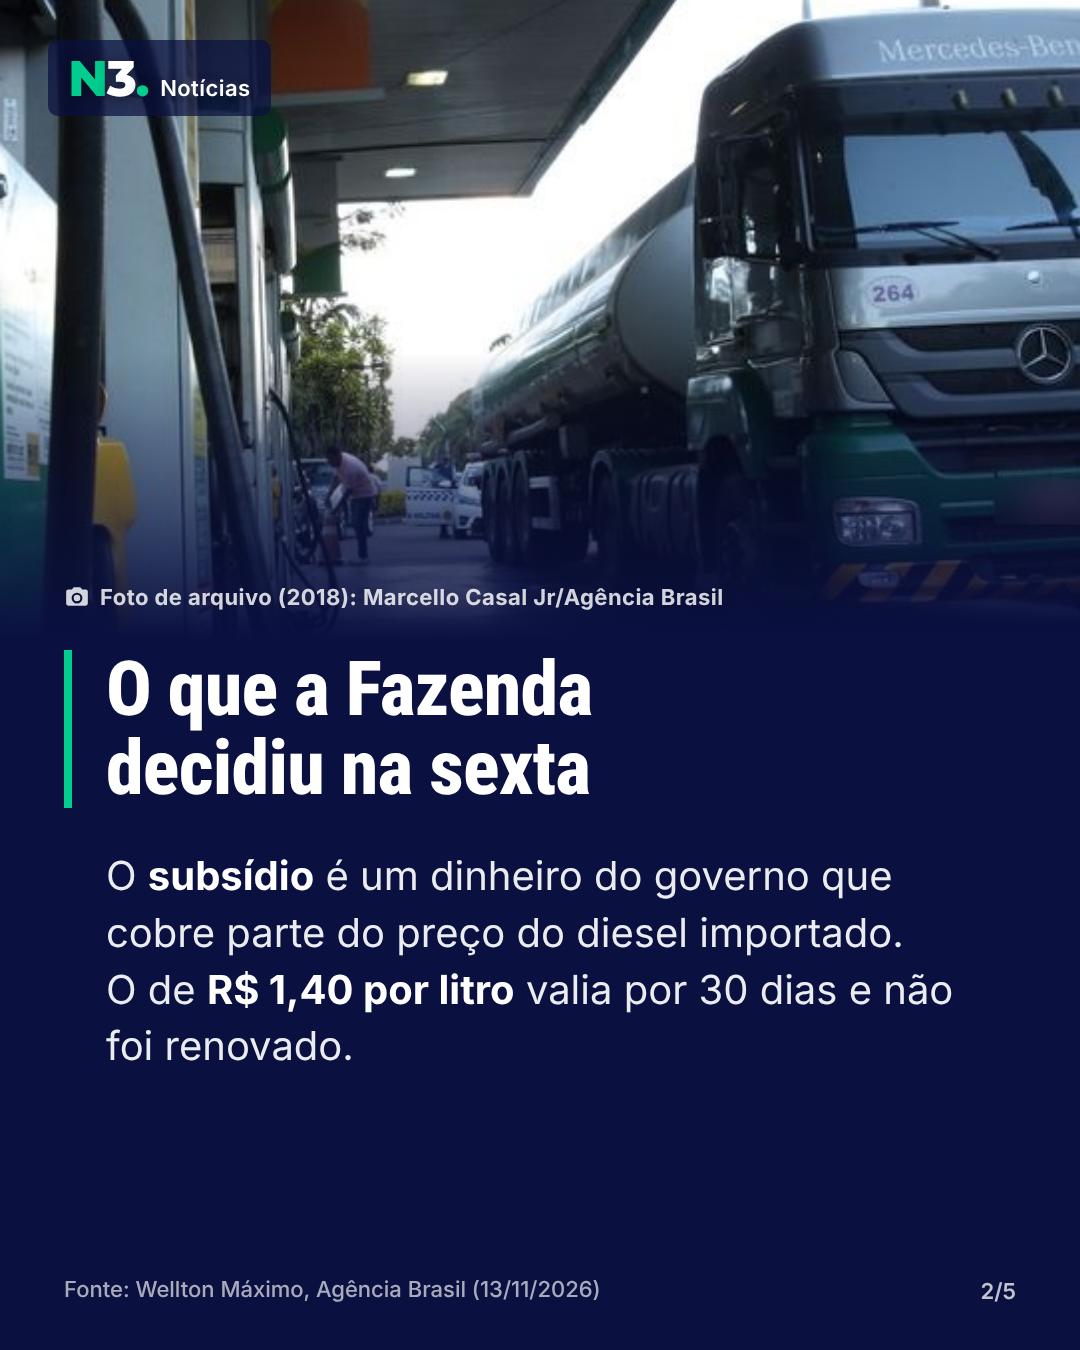 N3. Notícias
Mercedes-Ben
264
Foto de arquivo (2018): Marcello Casal Jr/Agência Brasil
O que a Fazenda
decidiu na sexta
O subsídio é um dinheiro do governo que
cobre parte do preço do diesel importado.
O de R$ 1,40 por litro valia por 30 dias e não
foi renovado.
Fonte: Wellton Máximo, Agência Brasil (13/11/2026)
2/5